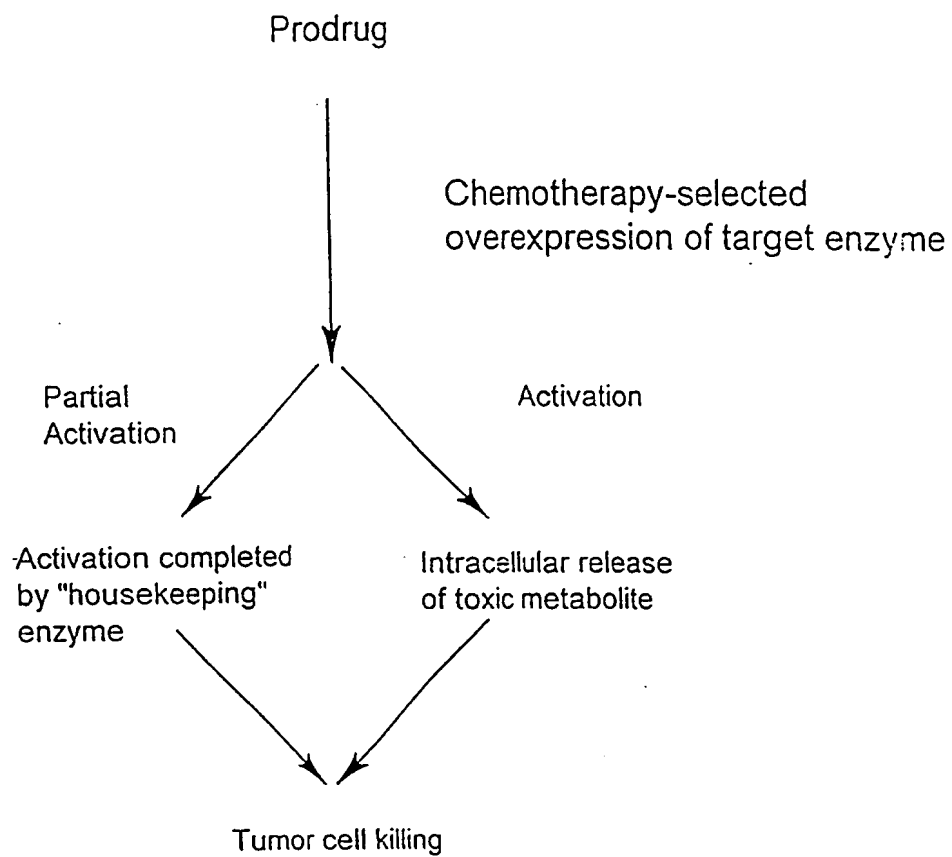 Prodrug
Chemotherapy-selected
overexpression of target enzyme
Partial
Activation
Activation
Activation completed
by "housekeeping"
enzyme
Intracellular release
of toxic metabolite
Tumor cell killing